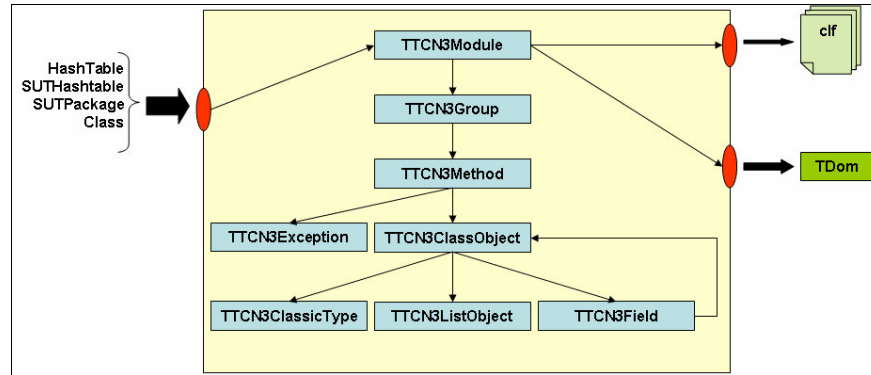 HashTable
SUTHashtable
SUTPackage
Class
TTCN3Module
TTCN3Group
TTCN3Method
TTCN3Exception
TTCN3ClassObject
TTCN3ClassicType
TTCN3ListObject
TTCN3Field
clf
TDom